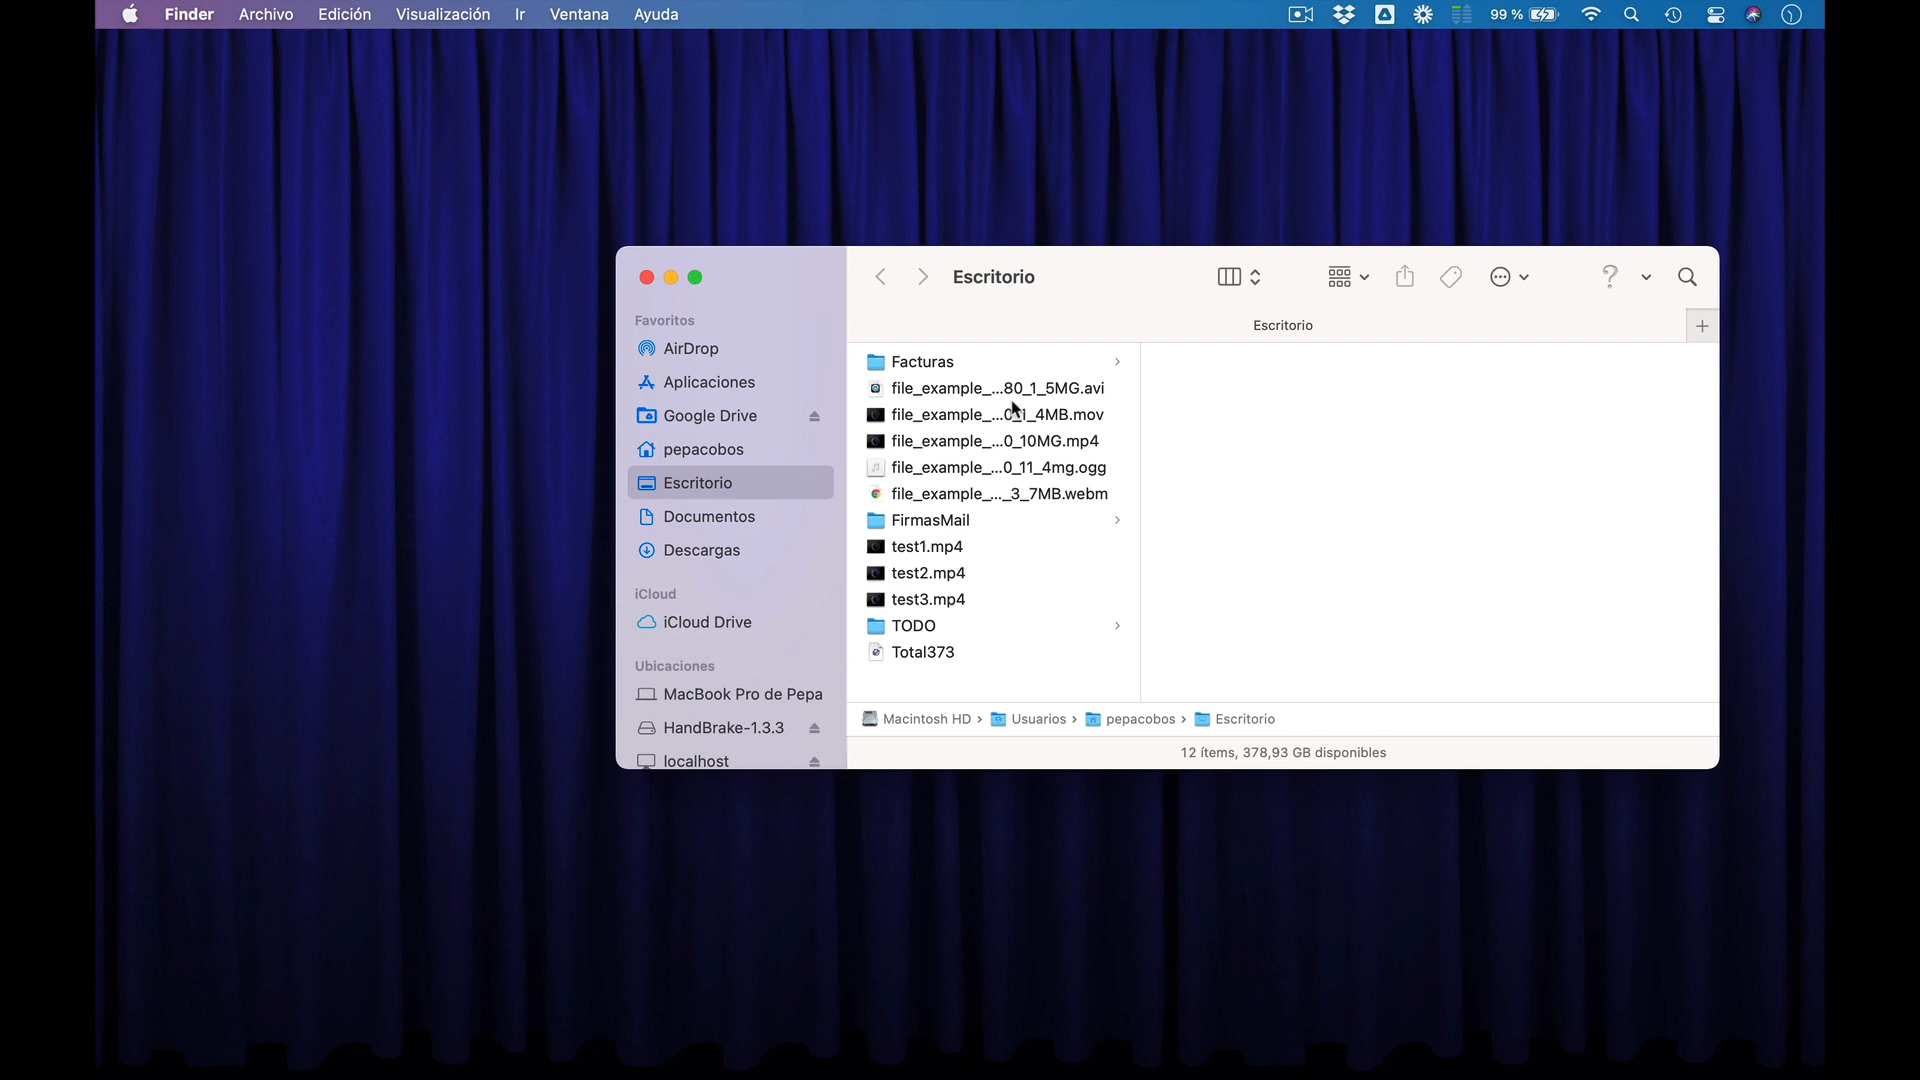 Finder Archivo Edición Visualización Ir Ventana Ayuda 99 %
Escritorio
Escritorio
Favoritos
AirDrop
Aplicaciones
Google Drive
pepacobos
Escritorio
Documentos
Descargas
iCloud
iCloud Drive
Ubicaciones
MacBook Pro de Pepa
HandBrake-1.3.3
localhost
Facturas
file_example_...80_1_5MG.avi
file_example_...0_1_4MB.mov
file_example_...0_10MG.mp4
file_example_...0_11_4mg.ogg
file_example_..._3_7MB.webm
FirmasMail
test1.mp4
test2.mp4
test3.mp4
TODO
Total373
Macintosh HD › Usuarios › pepacobos › Escritorio
12 ítems, 378,93 GB disponibles